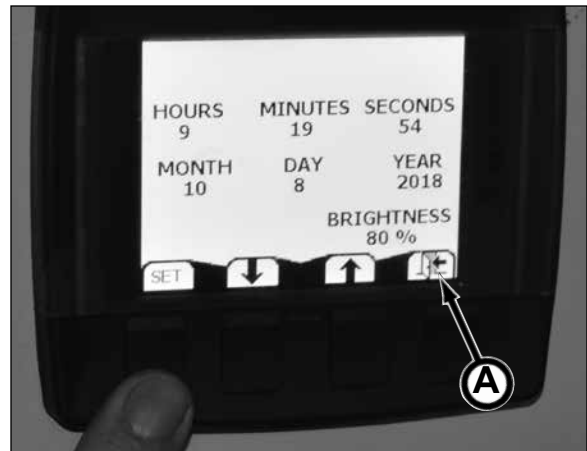 HOURS MINUTES SECONDS
9 19 54
MONTH DAY YEAR
10 8 2018
BRIGHTNESS
80 %
SET
A